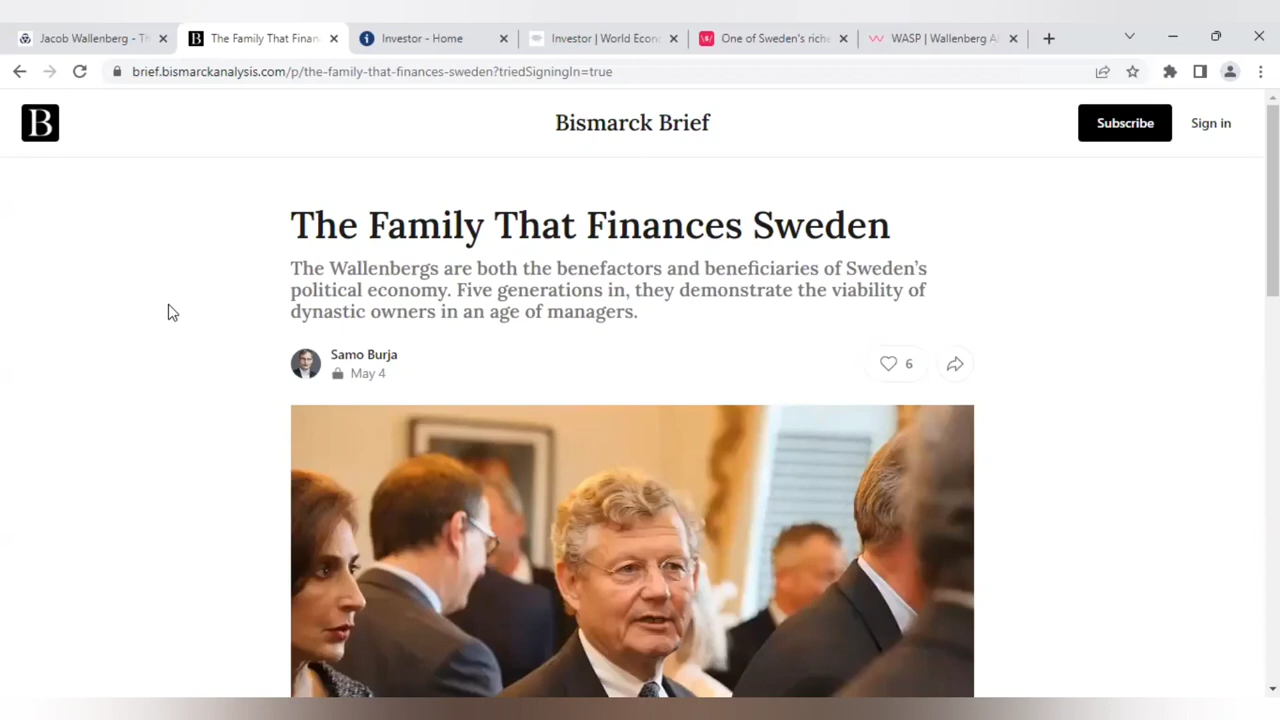 Jacob Wallenberg - Th
The Family That Finan
Investor - Home
Investor | World Econo
One of Sweden's riche
WASP | Wallenberg A
brief.bismarckanalysis.com/p/the-family-that-finances-sweden?triedSigningIn=true
B
Bismarck Brief
Subscribe
Sign in
The Family That Finances Sweden
The Wallenbergs are both the benefactors and beneficiaries of Sweden’s
political economy. Five generations in, they demonstrate the viability of
dynastic owners in an age of managers.
Samo Burja
May 4
6